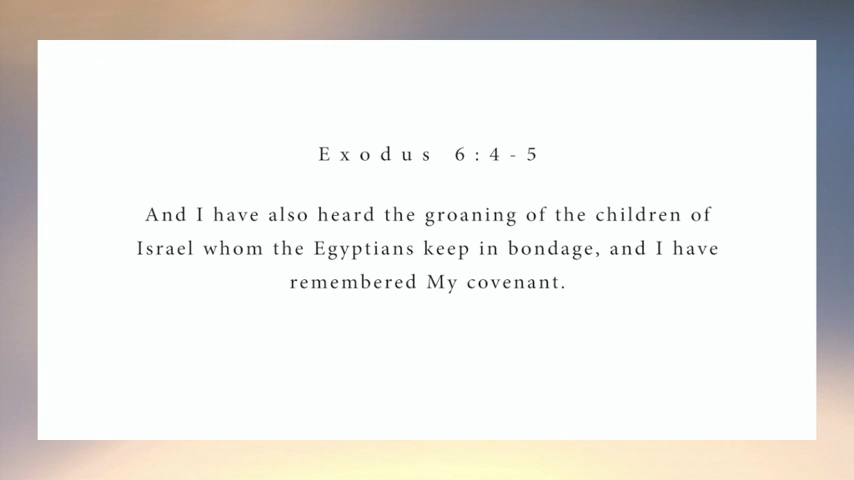 Exodus 6:4-5
And I have also heard the groaning of the children of
Israel whom the Egyptians keep in bondage, and I have
remembered My covenant.